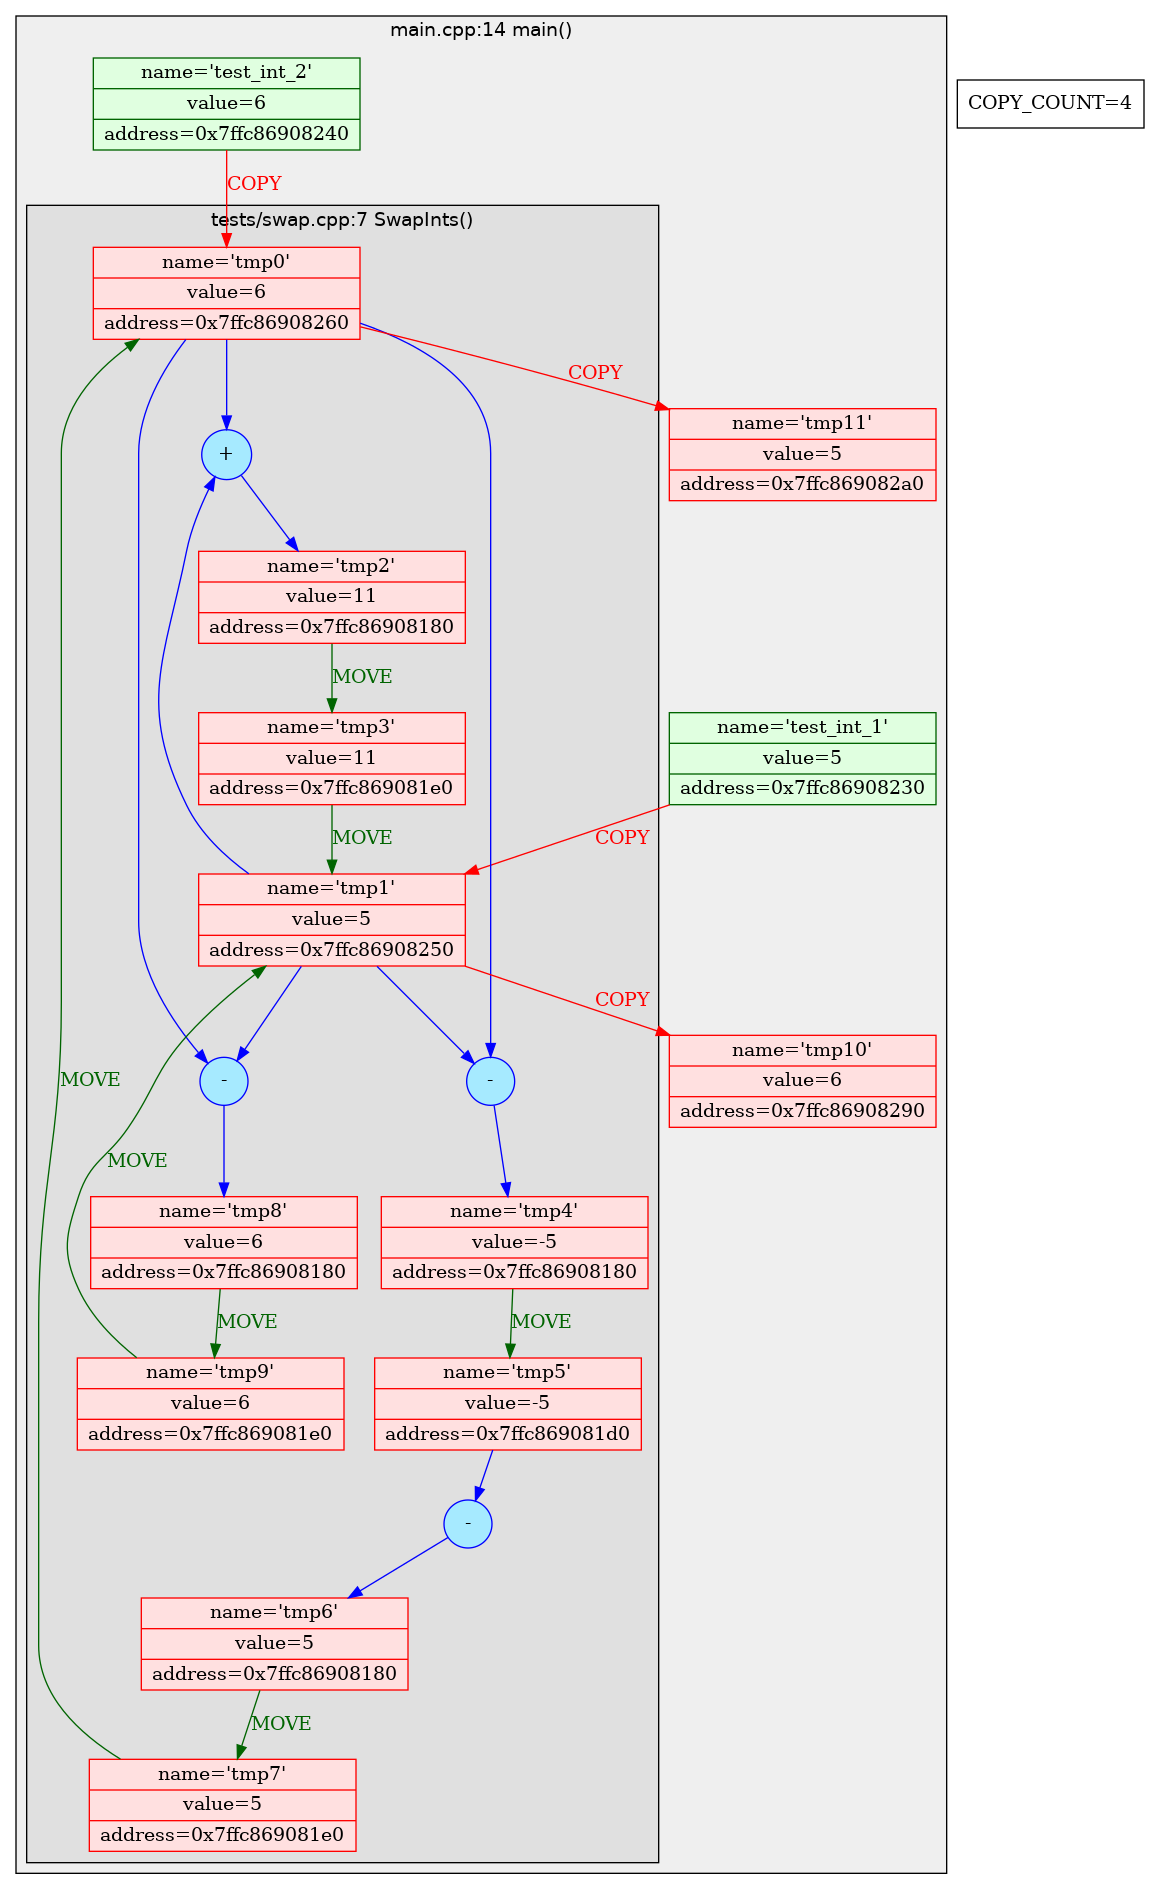 main.cpp:14 main()
name='test_int_2'
value=6
address=0x7ffc86908240
COPY_COUNT=4
COPY
tests/swap.cpp:7 SwapInts()
name='tmp0'
value=6
address=0x7ffc86908260
COPY
name='tmp11'
value=5
address=0x7ffc869082a0
+
name='tmp2'
value=11
address=0x7ffc86908180
MOVE
name='tmp3'
value=11
address=0x7ffc869081e0
name='test_int_1'
value=5
address=0x7ffc86908230
MOVE
COPY
name='tmp1'
value=5
address=0x7ffc86908250
COPY
name='tmp10'
value=6
address=0x7ffc86908290
MOVE
-
-
MOVE
name='tmp8'
value=6
address=0x7ffc86908180
name='tmp4'
value=-5
address=0x7ffc86908180
MOVE
MOVE
name='tmp9'
value=6
address=0x7ffc869081e0
name='tmp5'
value=-5
address=0x7ffc869081d0
-
name='tmp6'
value=5
address=0x7ffc86908180
MOVE
name='tmp7'
value=5
address=0x7ffc869081e0